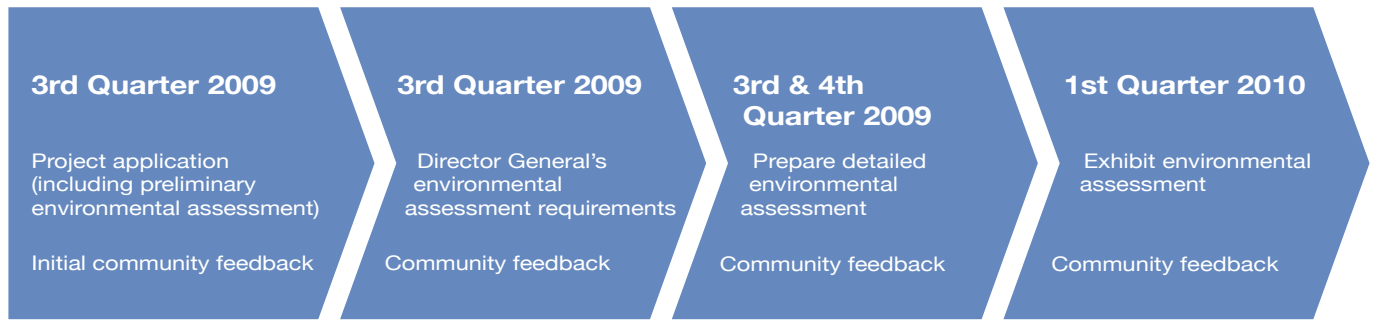 3rd Quarter 2009
Project application
(including preliminary
environmental assessment)
Initial community feedback
3rd Quarter 2009
Director General's
environmental
assessment requirements
Community feedback
3rd & 4th
Quarter 2009
Prepare detailed
environmental
assessment
Community feedback
1st Quarter 2010
Exhibit environmental
assessment
Community feedback